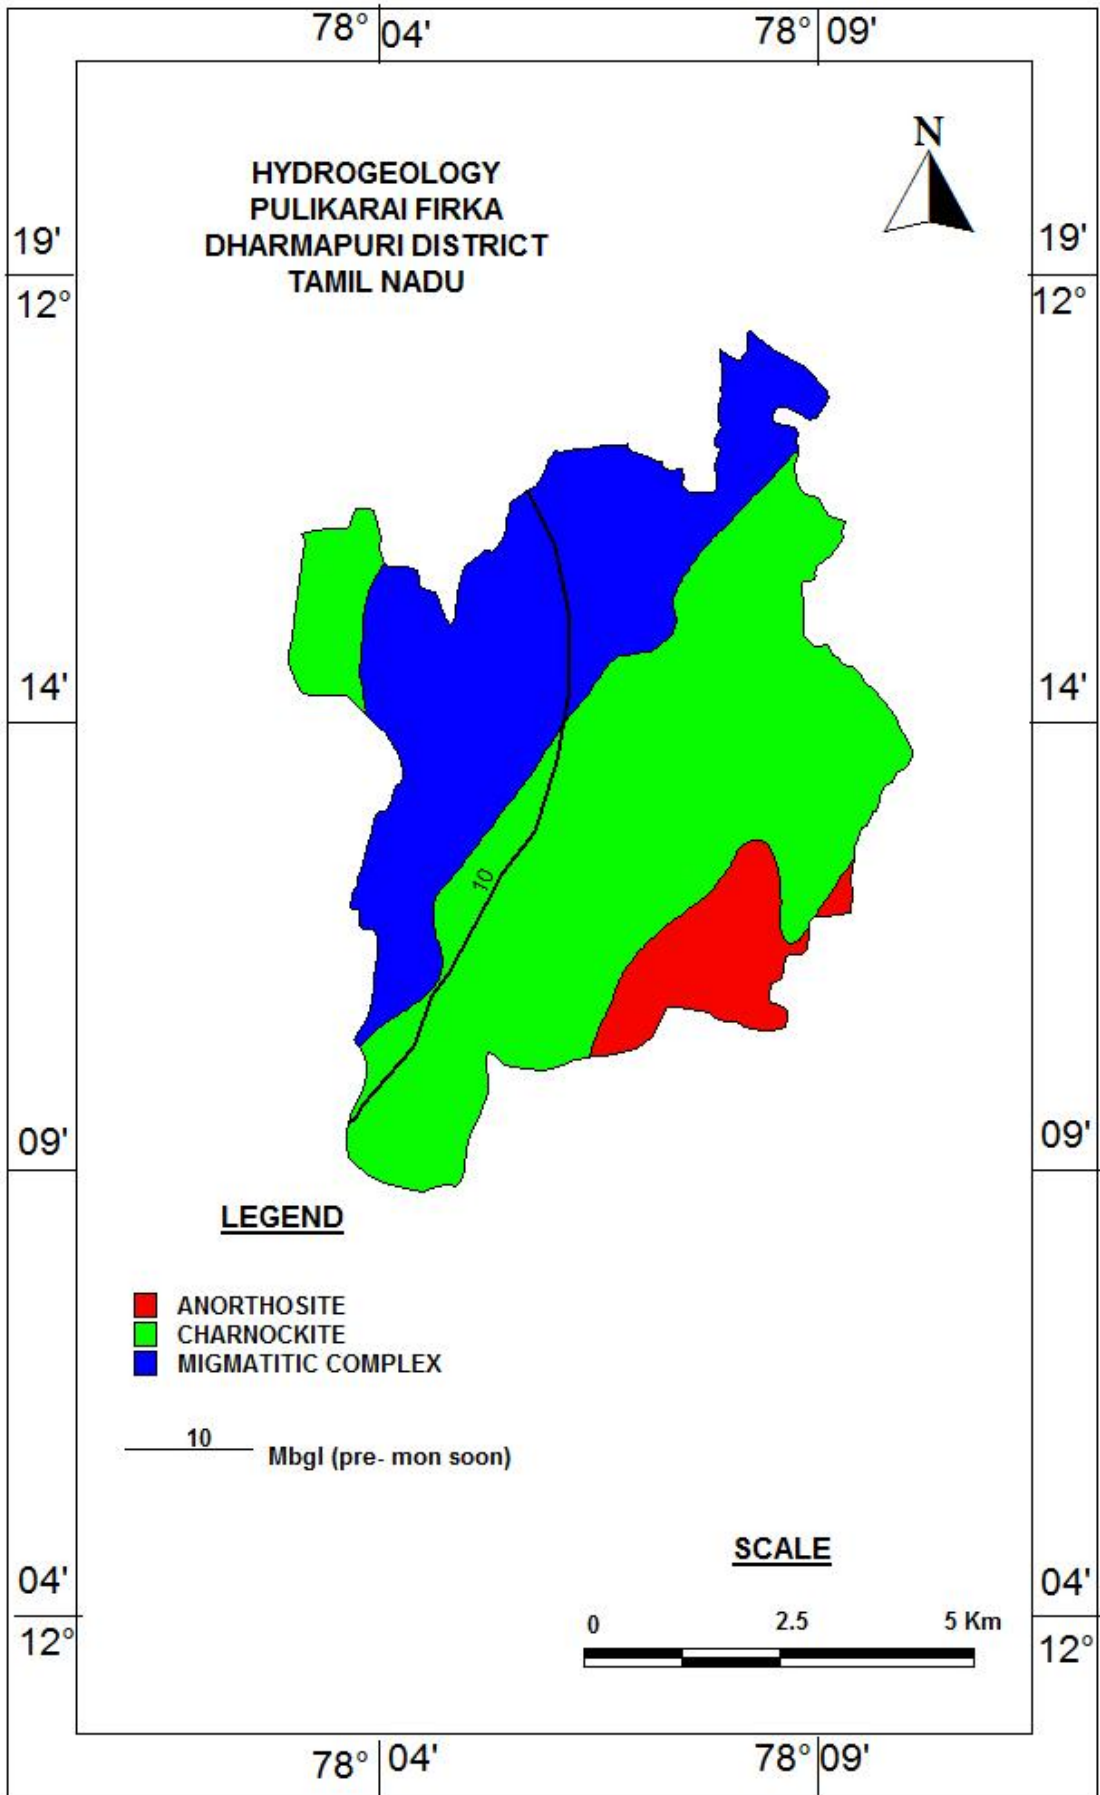 78° 04' 78° 09'
N
HYDROGEOLOGY
PULIKARAI FIRKA
DHARMAPURI DISTRICT
TAMIL NADU
19' 19'
12° 12°
14' 14'
10
09' 09'
LEGEND
ANORTHOSITE
CHARNOCKITE
MIGMATITIC COMPLEX
10 Mbgl (pre- mon soon)
SCALE
04' 04'
0 2.5 5 Km
12° 12°
78° 04' 78° 09'